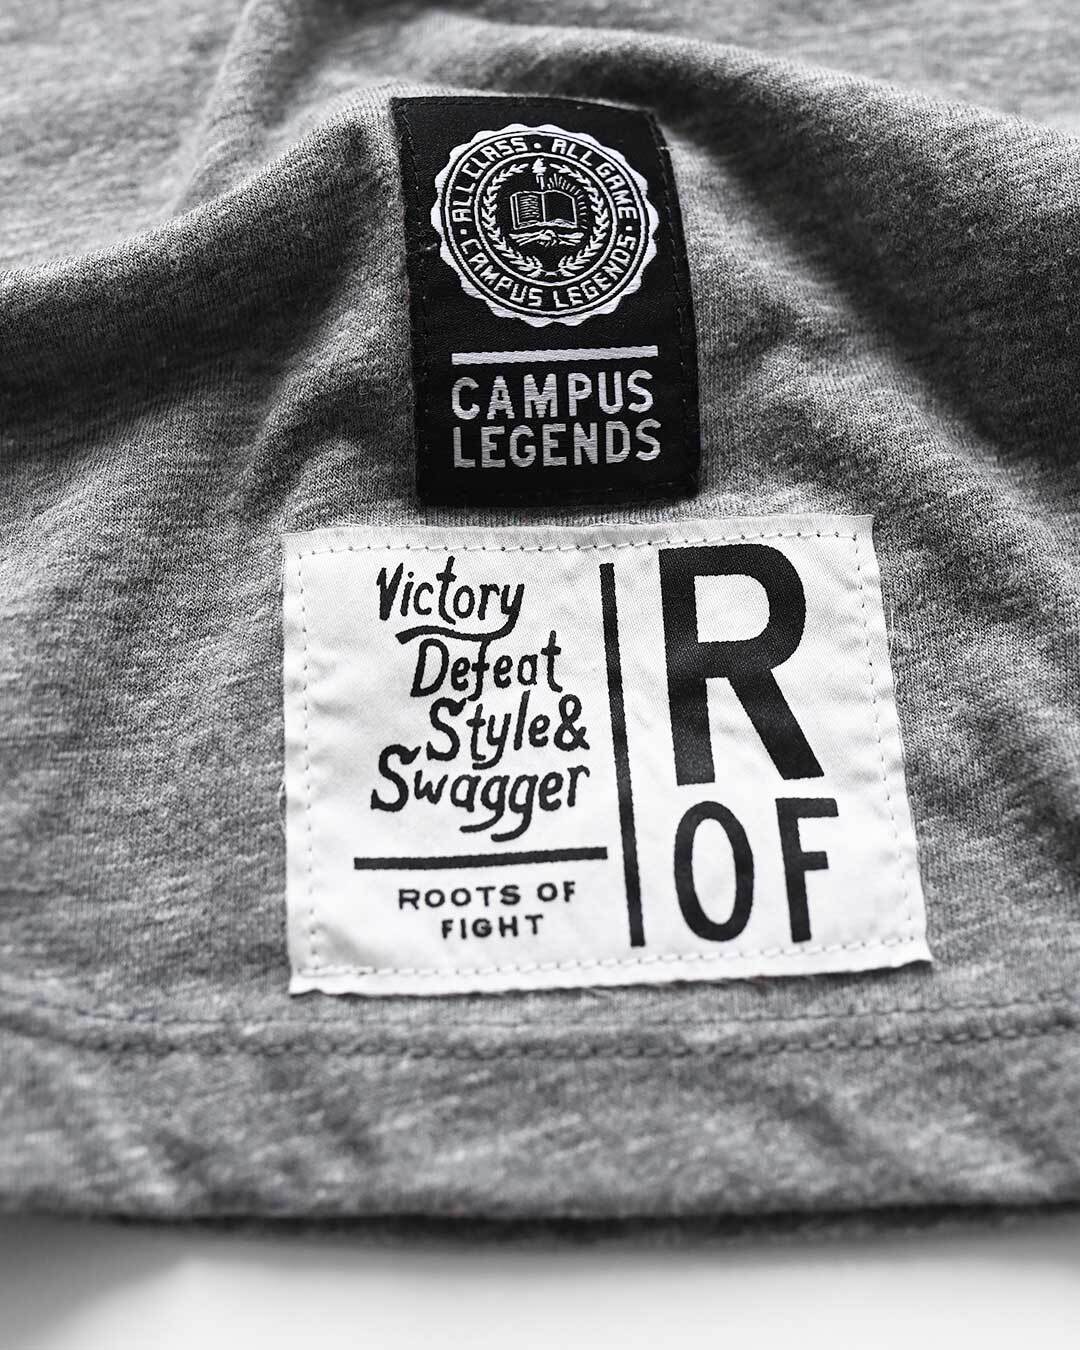 ALL CLASS · ALL GAME
· CAMPUS LEGENDS ·
CAMPUS
LEGENDS
Victory
Defeat
Style &
Swagger
ROOTS OF
FIGHT
R
OF